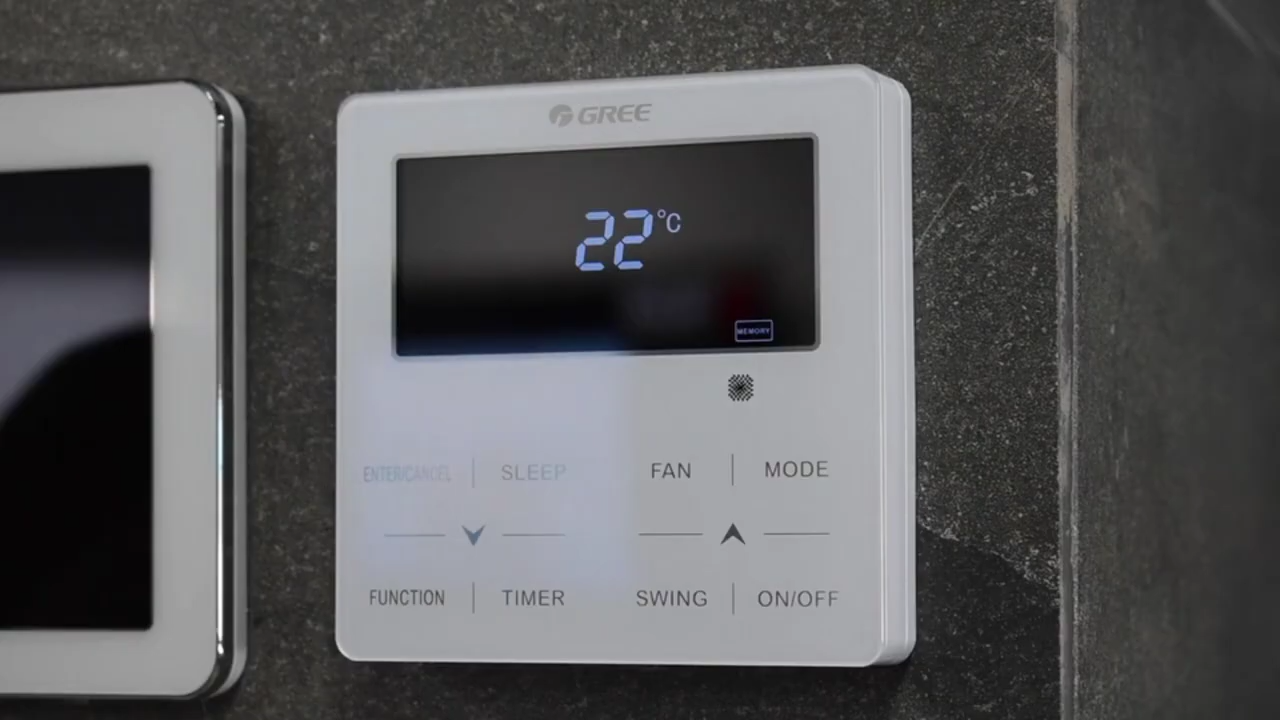 GREE
22°C
MEMORY
ENTER/CANCEL SLEEP FAN MODE
FUNCTION TIMER SWING ON/OFF